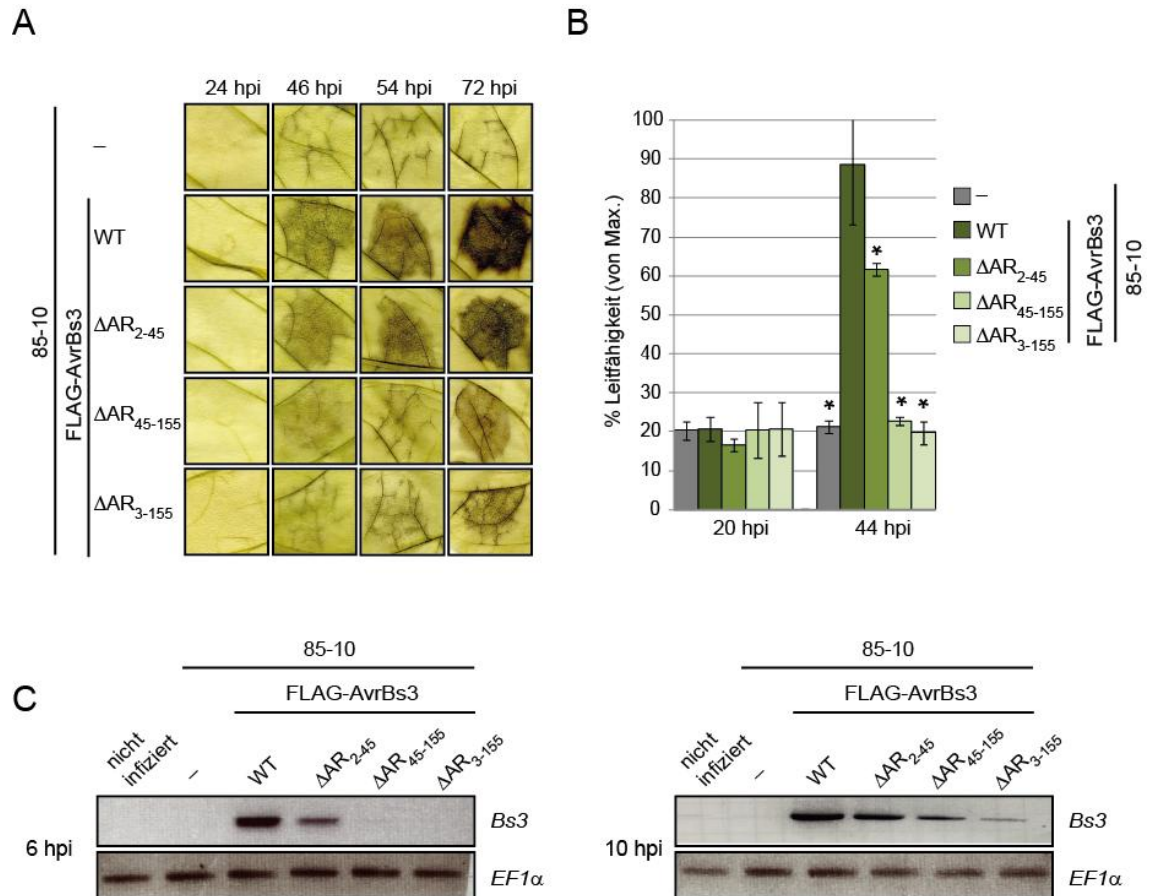 A
B
24 hpi 46 hpi 54 hpi 72 hpi
–
WT
ΔAR2-45
ΔAR45-155
ΔAR3-155
FLAG-AvrBs3
85-10
% Leitfähigkeit (von Max.)
100
90
80
70
60
50
40
30
20
10
0
* * * *
20 hpi 44 hpi
–
WT
ΔAR2-45
ΔAR45-155
ΔAR3-155
FLAG-AvrBs3
85-10
C
85-10
FLAG-AvrBs3
nicht
infiziert
–
WT
ΔAR2-45
ΔAR45-155
ΔAR3-155
Bs3
6 hpi
EF1α
85-10
FLAG-AvrBs3
nicht
infiziert
–
WT
ΔAR2-45
ΔAR45-155
ΔAR3-155
Bs3
10 hpi
EF1α